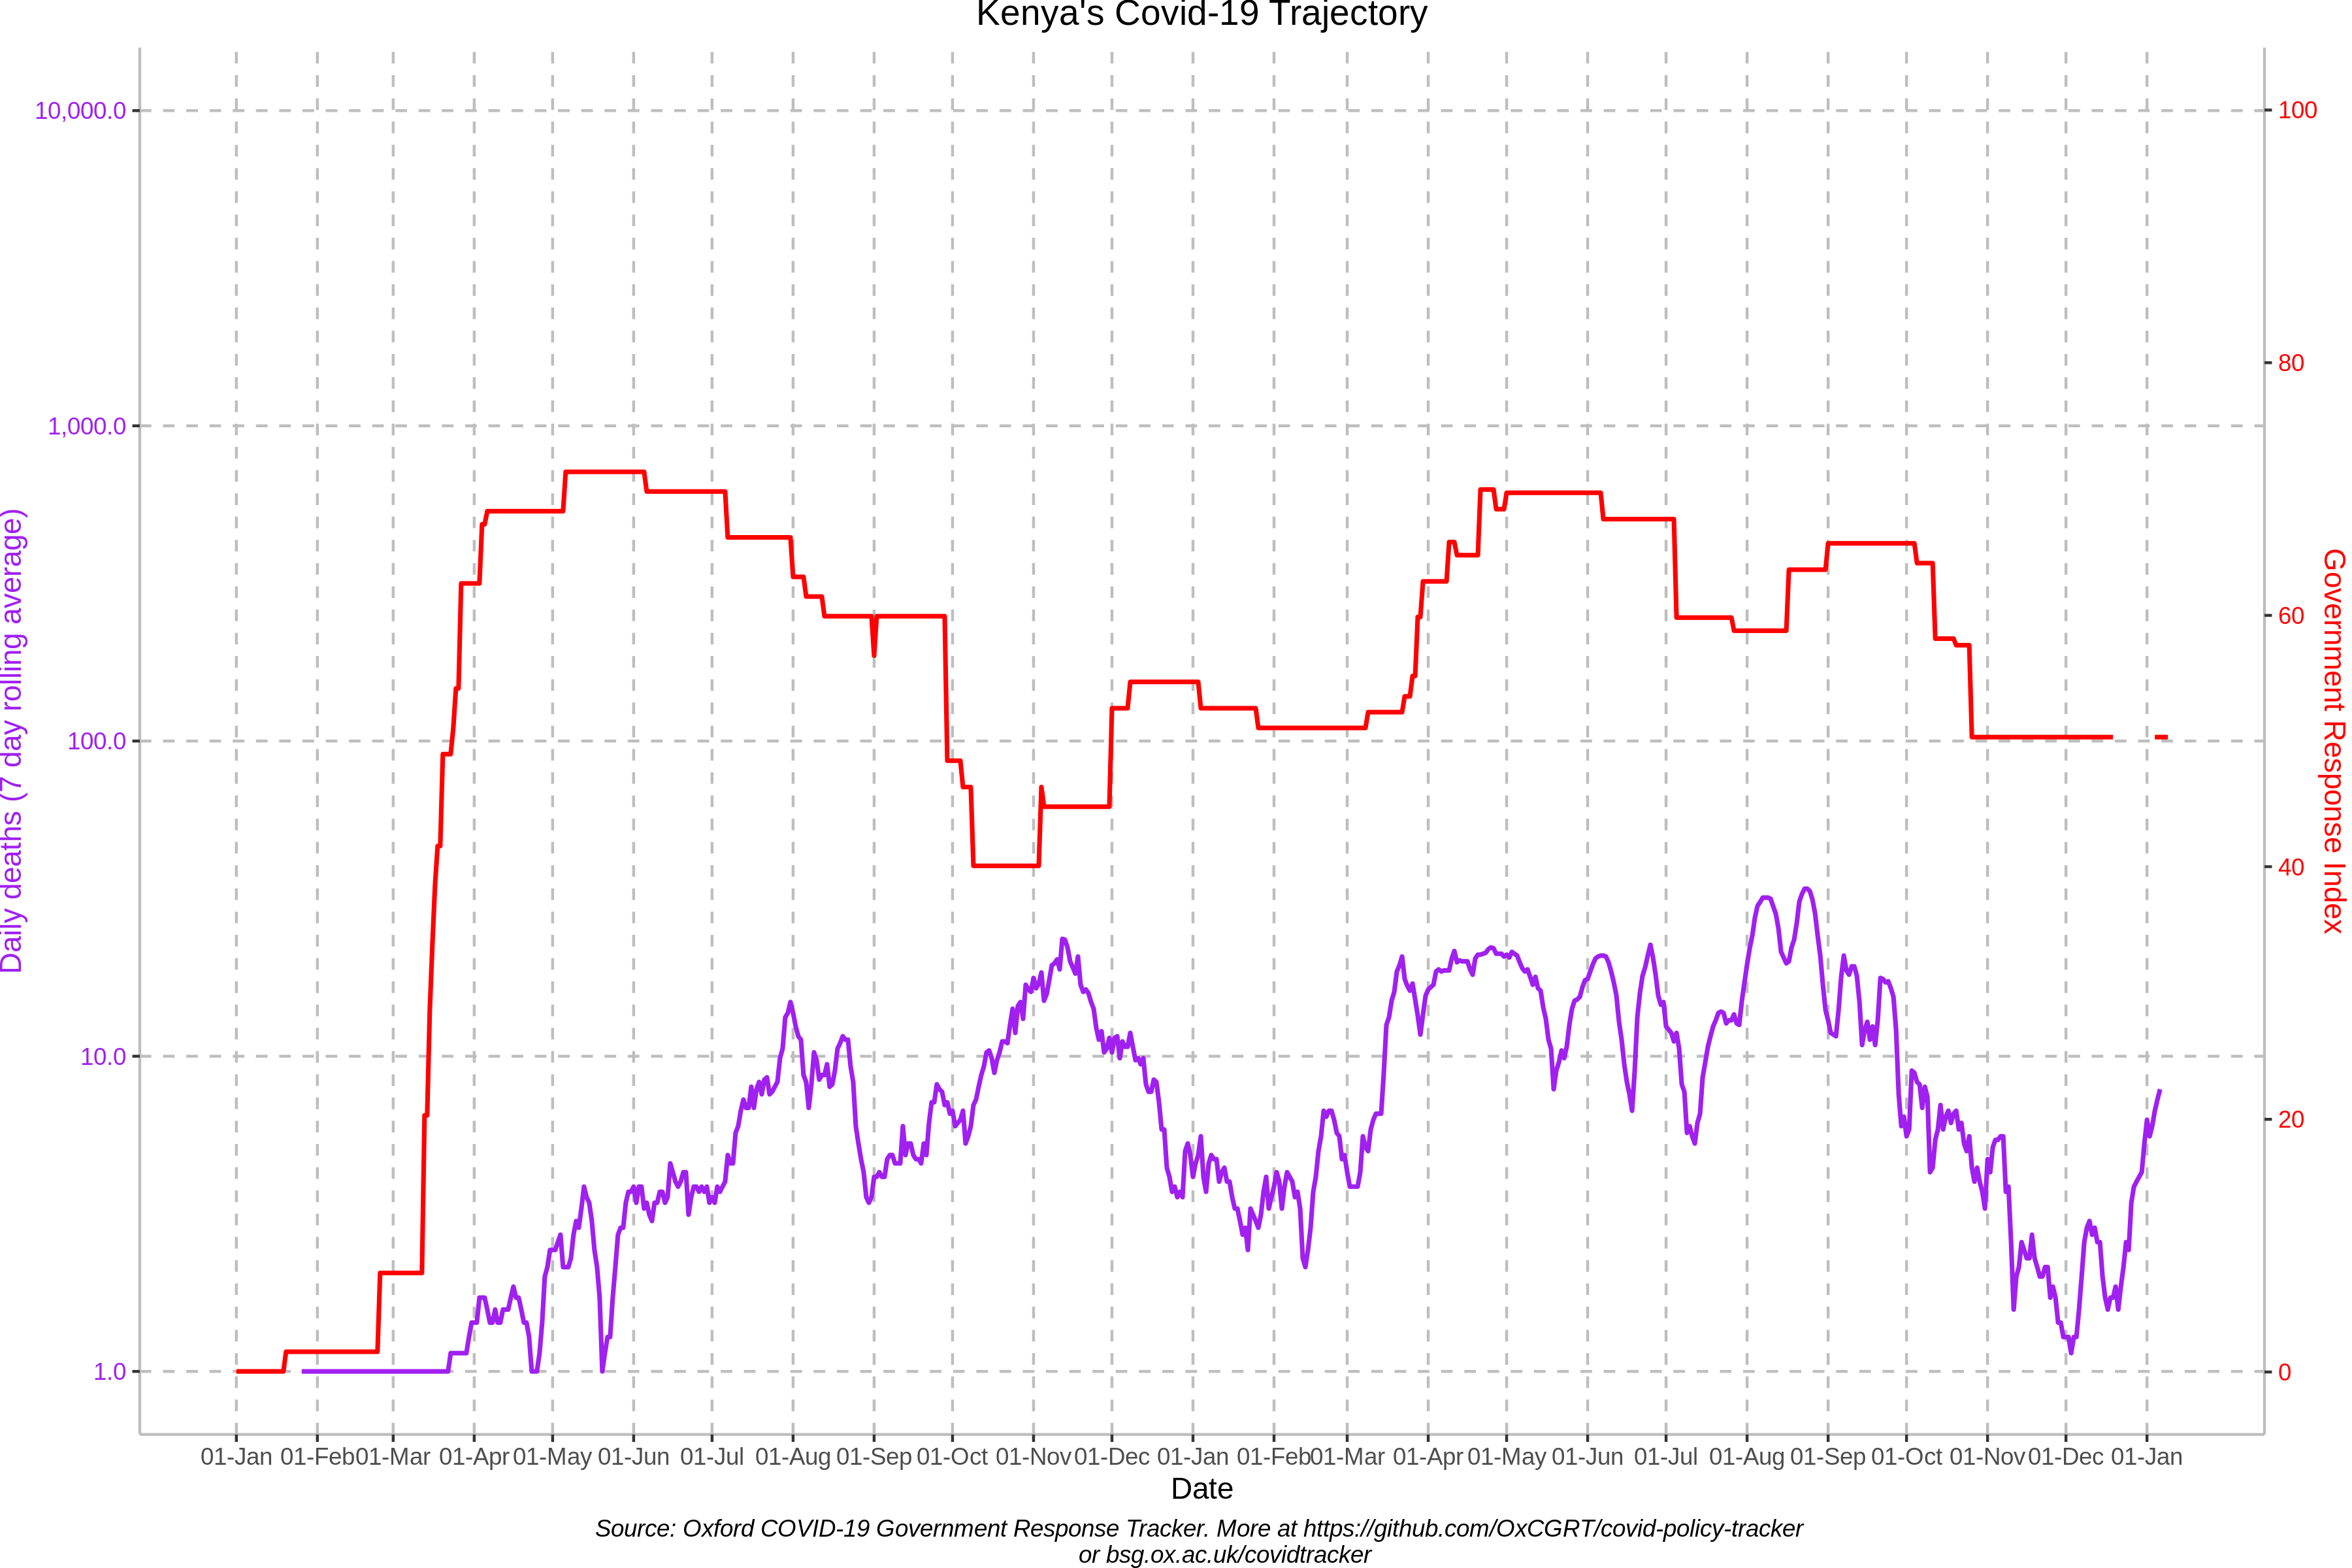 Kenya's Covid-19 Trajectory
10,000.0
1,000.0
100.0
10.0
1.0
Daily deaths (7 day rolling average)
100
80
60
40
20
0
Government Response Index
01-Jan 01-Feb 01-Mar 01-Apr 01-May 01-Jun 01-Jul 01-Aug 01-Sep 01-Oct 01-Nov 01-Dec 01-Jan 01-Feb 01-Mar 01-Apr 01-May 01-Jun 01-Jul 01-Aug 01-Sep 01-Oct 01-Nov 01-Dec 01-Jan
Date
Source: Oxford COVID-19 Government Response Tracker. More at https://github.com/OxCGRT/covid-policy-tracker
or bsg.ox.ac.uk/covidtracker